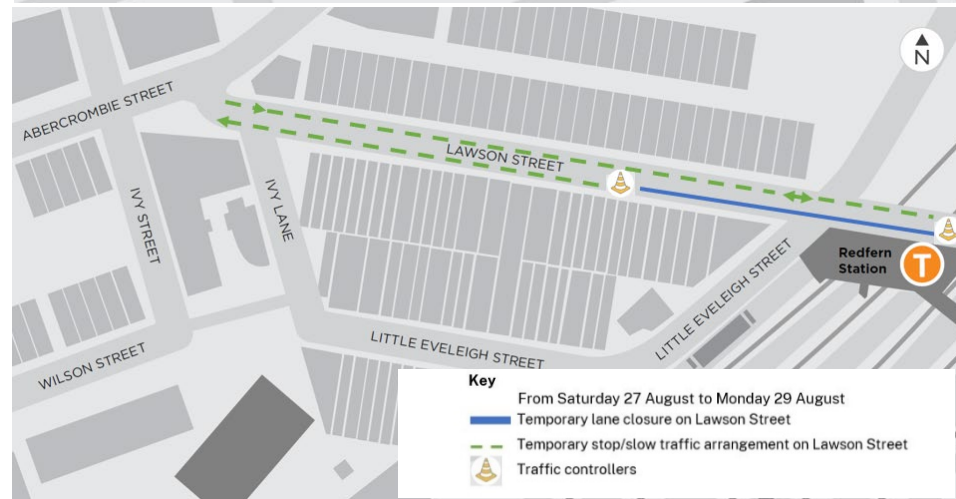 N
ABERCROMBIE STREET
LAWSON STREET
IVY STREET
IVY LANE
Redfern
Station
T
LITTLE EVELEIGH STREET
LITTLE EVELEIGH STREET
WILSON STREET
Key
From Saturday 27 August to Monday 29 August
Temporary lane closure on Lawson Street
Temporary stop/slow traffic arrangement on Lawson Street
Traffic controllers